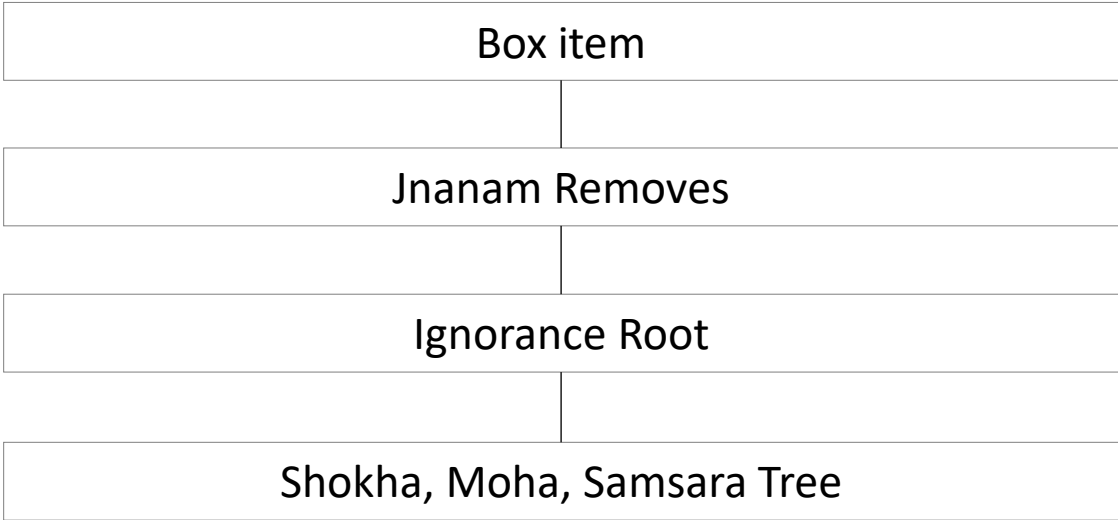 Box item
Jnanam Removes
Ignorance Root
Shokha, Moha, Samsara Tree